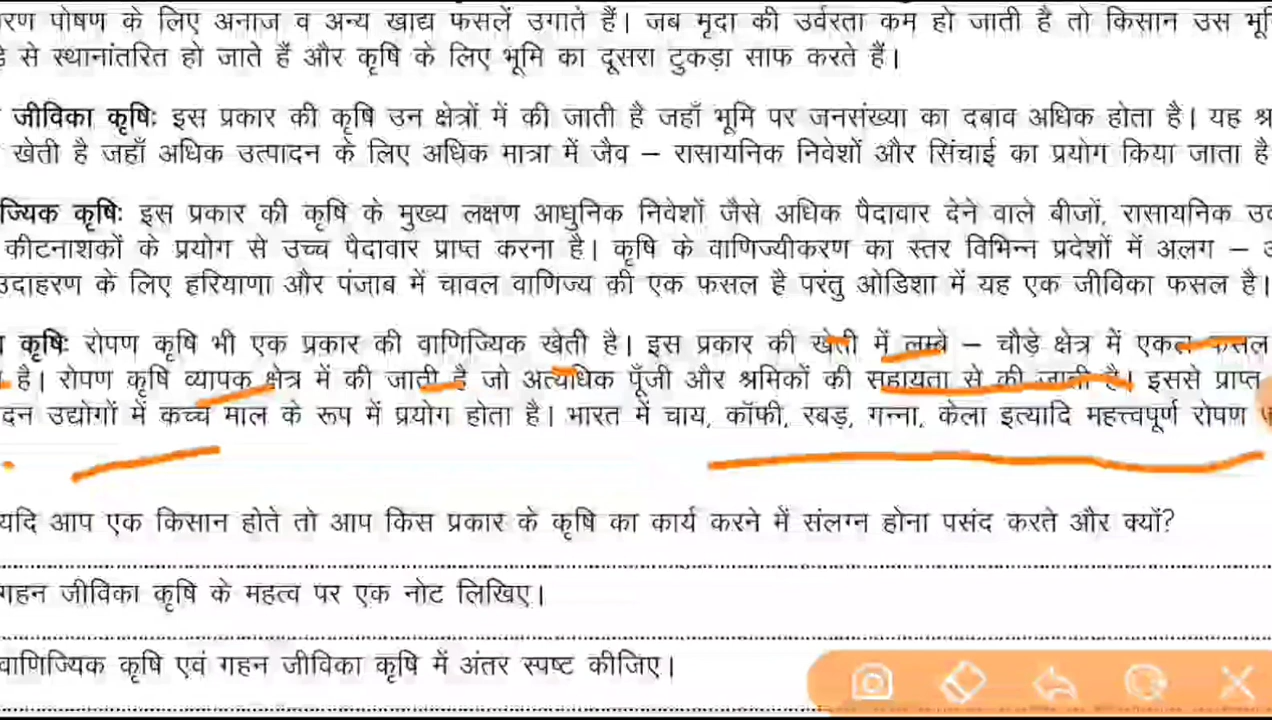 रण पोषण के लिए अनाज व अन्य खाद्य फसलें उगाते हैं। जब मृदा की उर्वरता कम हो जाती है तो किसान उस
से स्थानांतरित हो जाते हैं और कृषि के लिए भूमि का दूसरा टुकड़ा साफ करते हैं।
जीविका कृषिः इस प्रकार की कृषि उन क्षेत्रों में की जाती है जहाँ भूमि पर जनसंख्या का दबाव अधिक होता है। यह
खेती है जहाँ अधिक उत्पादन के लिए अधिक मात्रा में जैव – रासायनिक निवेशों और सिंचाई का प्रयोग किया जाता है
ज्यिक कृषिः इस प्रकार की कृषि के मुख्य लक्षण आधुनिक निवेशों जैसे अधिक पैदावार देने वाले बीजों, रासायनिक
कीटनाशकों के प्रयोग से उच्च पैदावार प्राप्त करना है। कृषि के वाणिज्यीकरण का स्तर विभिन्न प्रदेशों में अलग –
उदाहरण के लिए हरियाणा और पंजाब में चावल वाणिज्य की एक फसल है परंतु ओडिशा में यह एक जीविका फसल है।
कृषिः रोपण कृषि भी एक प्रकार की वाणिज्यिक खेती है। इस प्रकार की खेती में लम्बे – चौड़े क्षेत्र में एकल फसल
है। रोपण कृषि व्यापक क्षेत्र में की जाती है जो अत्यधिक पूँजी और श्रमिकों की सहायता से की जाती है। इससे प्राप्त
दन उद्योगों में कच्चे माल के रूप में प्रयोग होता है। भारत में चाय, कॉफी, रबड़, गन्ना, केला इत्यादि महत्त्वपूर्ण रोपण
यदि आप एक किसान होते तो आप किस प्रकार के कृषि का कार्य करने में संलग्न होना पसंद करते और क्यों?
गहन जीविका कृषि के महत्व पर एक नोट लिखिए।
वाणिज्यिक कृषि एवं गहन जीविका कृषि में अंतर स्पष्ट कीजिए।